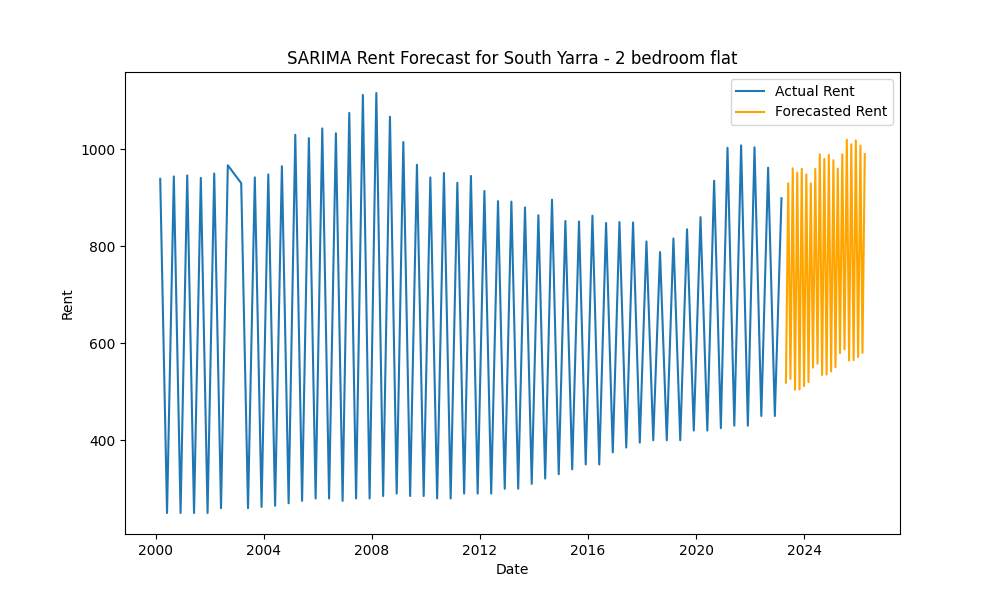 SARIMA Rent Forecast for South Yarra - 2 bedroom flat
Actual Rent
Forecasted Rent
1000
800
600
400
Rent
2000 2004 2008 2012 2016 2020 2024
Date